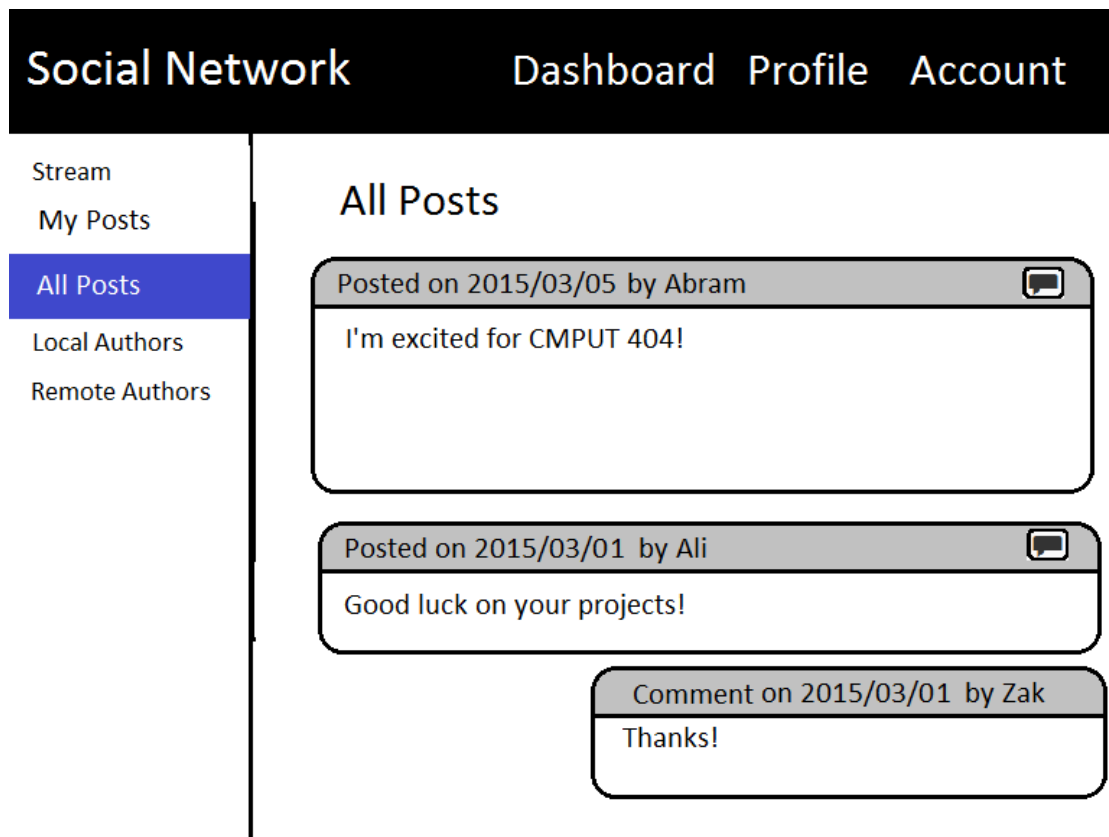 Social Network Dashboard Profile Account
Stream
My Posts
All Posts
Local Authors
Remote Authors
All Posts
Posted on 2015/03/05 by Abram
I'm excited for CMPUT 404!
Posted on 2015/03/01 by Ali
Good luck on your projects!
Comment on 2015/03/01 by Zak
Thanks!